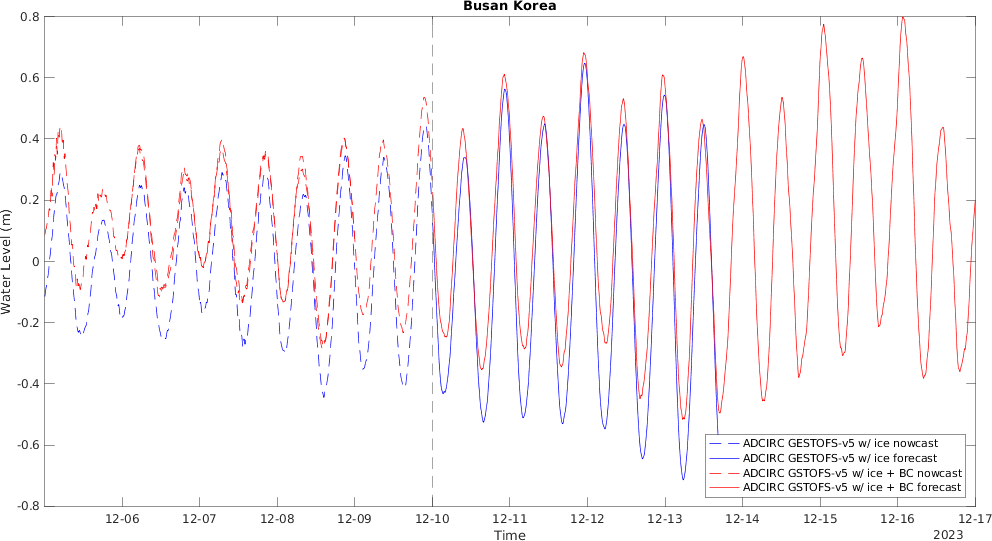 Busan Korea
0.8
0.6
0.4
0.2
0
-0.2
-0.4
-0.6
-0.8
Water Level (m)
ADCIRC GESTOFS-v5 w/ ice nowcast
ADCIRC GESTOFS-v5 w/ ice forecast
ADCIRC GSTOFS-v5 w/ ice + BC nowcast
ADCIRC GSTOFS-v5 w/ ice + BC forecast
12-06 12-07 12-08 12-09 12-10 12-11 12-12 12-13 12-14 12-15 12-16 12-17
Time
2023